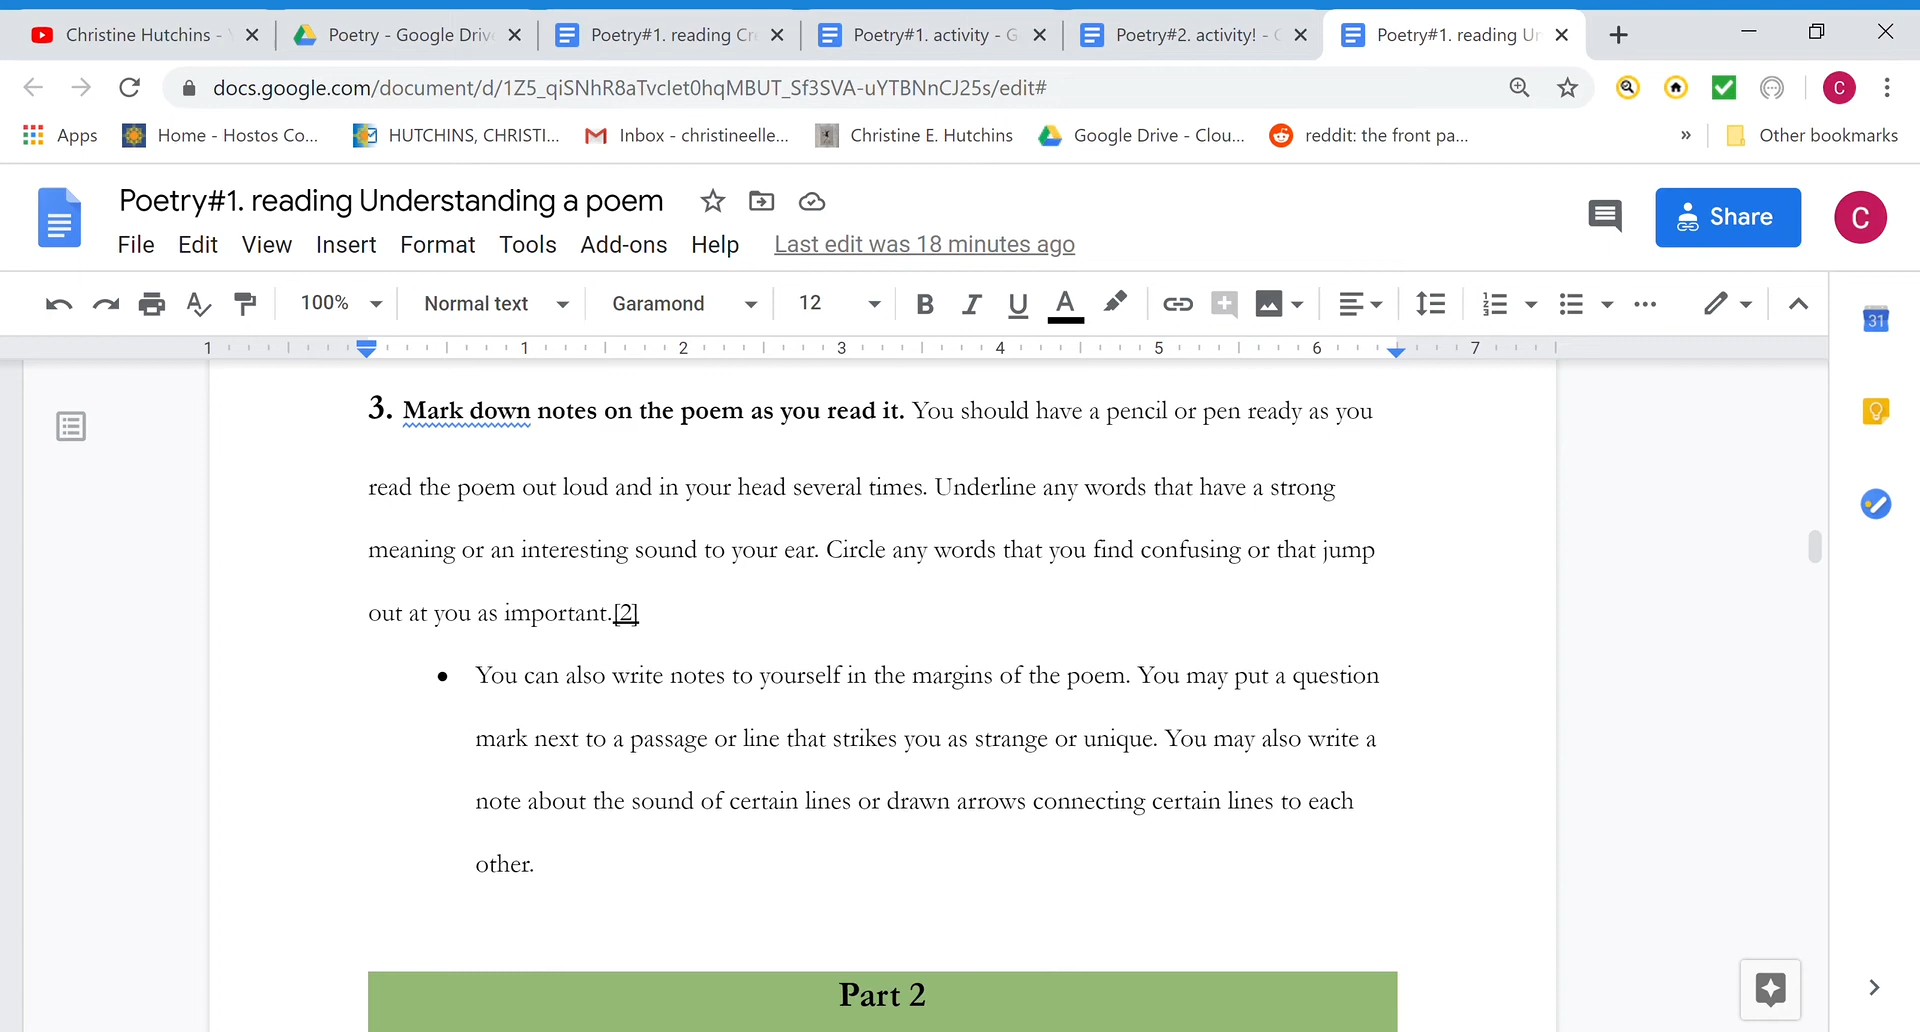 Christine Hutchins -
Poetry - Google Driv
Poetry#1. reading Cr
Poetry#1. activity - G
Poetry#2. activity! -
Poetry#1. reading Un
docs.google.com/document/d/1Z5_qiSNhR8aTvcIet0hqMBUT_Sf3SVA-uYTBNnCJ25s/edit#
C
Apps
Home - Hostos Co...
HUTCHINS, CHRISTI...
Inbox - christineelle...
Christine E. Hutchins
Google Drive - Clou...
reddit: the front pa...
»
Other bookmarks
Poetry#1. reading Understanding a poem
Share
C
File Edit View Insert Format Tools Add-ons Help Last edit was 18 minutes ago
100% Normal text Garamond 12 B I U A
31
1 1 2 3 4 5 6 7
3. Mark down notes on the poem as you read it. You should have a pencil or pen ready as you
read the poem out loud and in your head several times. Underline any words that have a strong
meaning or an interesting sound to your ear. Circle any words that you find confusing or that jump
out at you as important.[2]
● You can also write notes to yourself in the margins of the poem. You may put a question
mark next to a passage or line that strikes you as strange or unique. You may also write a
note about the sound of certain lines or drawn arrows connecting certain lines to each
other.
Part 2